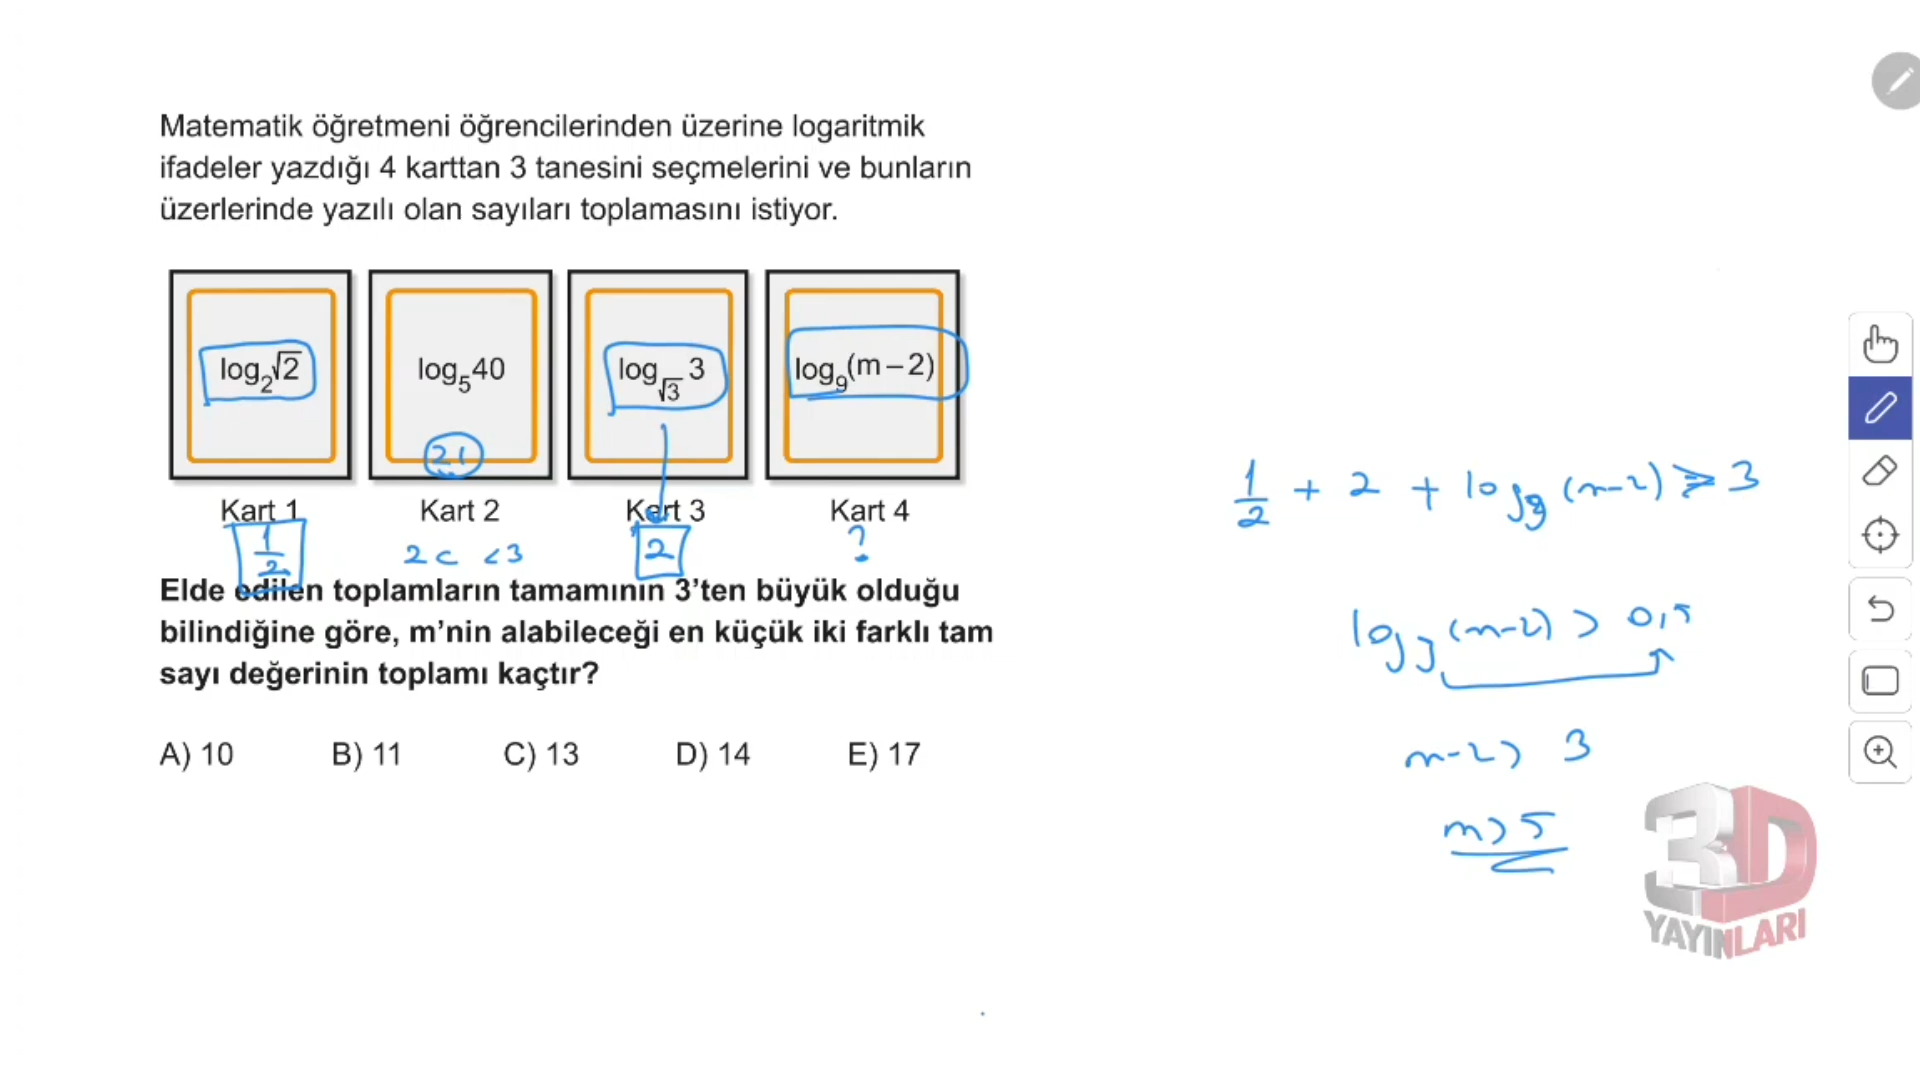 Matematik öğretmeni öğrencilerinden üzerine logaritmik
ifadeler yazdığı 4 karttan 3 tanesini seçmelerini ve bunların
üzerlerinde yazılı olan sayıları toplamasını istiyor.
log₂√2 log₅40 log√3 3 log₉(m−2)
2,
Kart 1 Kart 2 Kart 3 Kart 4
1/2 2< <3 2 ?
Elde edilen toplamların tamamının 3’ten büyük olduğu
bilindiğine göre, m’nin alabileceği en küçük iki farklı tam
sayı değerinin toplamı kaçtır?
A) 10 B) 11 C) 13 D) 14 E) 17
1/2 + 2 + log₉(m-2) > 3
log₉(m-2) > 0,5
m-2 > 3
m > 5
3D
YAYINLARI